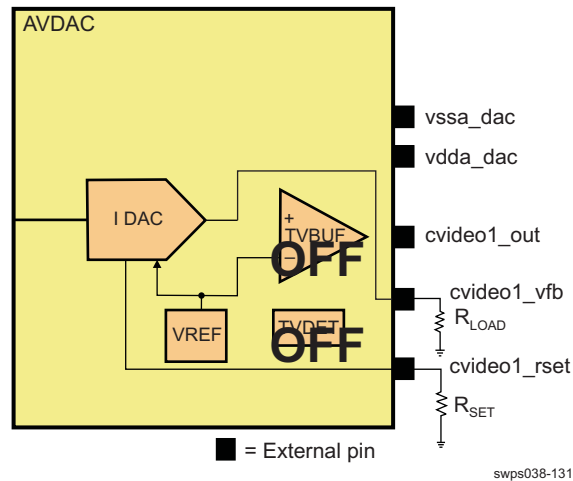 AVDAC
vssa_dac
vdda_dac
I DAC
+
TVBUF
–
OFF
cvideo1_out
cvideo1_vfb
RLOAD
VREF
TVDET
OFF
cvideo1_rset
RSET
= External pin
swps038-131